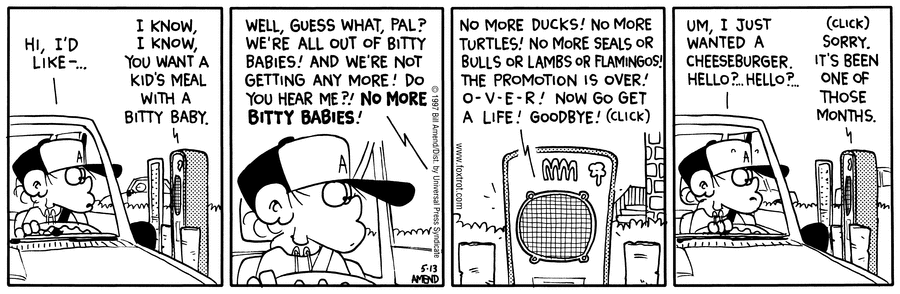 HI, I'D
LIKE-...
I KNOW,
I KNOW,
YOU WANT A
KID'S MEAL
WITH A
BITTY BABY.
WELL, GUESS WHAT, PAL?
WE'RE ALL OUT OF BITTY
BABIES! AND WE'RE NOT
GETTING ANY MORE! DO
YOU HEAR ME?! NO MORE
BITTY BABIES!
A
5-13
AMEND
© 1997 Bill Amend/Dist. by Universal Press Syndicate
www.foxtrot.com
NO MORE DUCKS! NO MORE
TURTLES! NO MORE SEALS OR
BULLS OR LAMBS OR FLAMINGOS!
THE PROMOTION IS OVER!
O-V-E-R! NOW GO GET
A LIFE! GOODBYE! (CLICK)
UM, I JUST
WANTED A
CHEESEBURGER.
HELLO?...HELLO?...
A
(CLICK)
SORRY.
IT'S BEEN
ONE OF
THOSE
MONTHS.